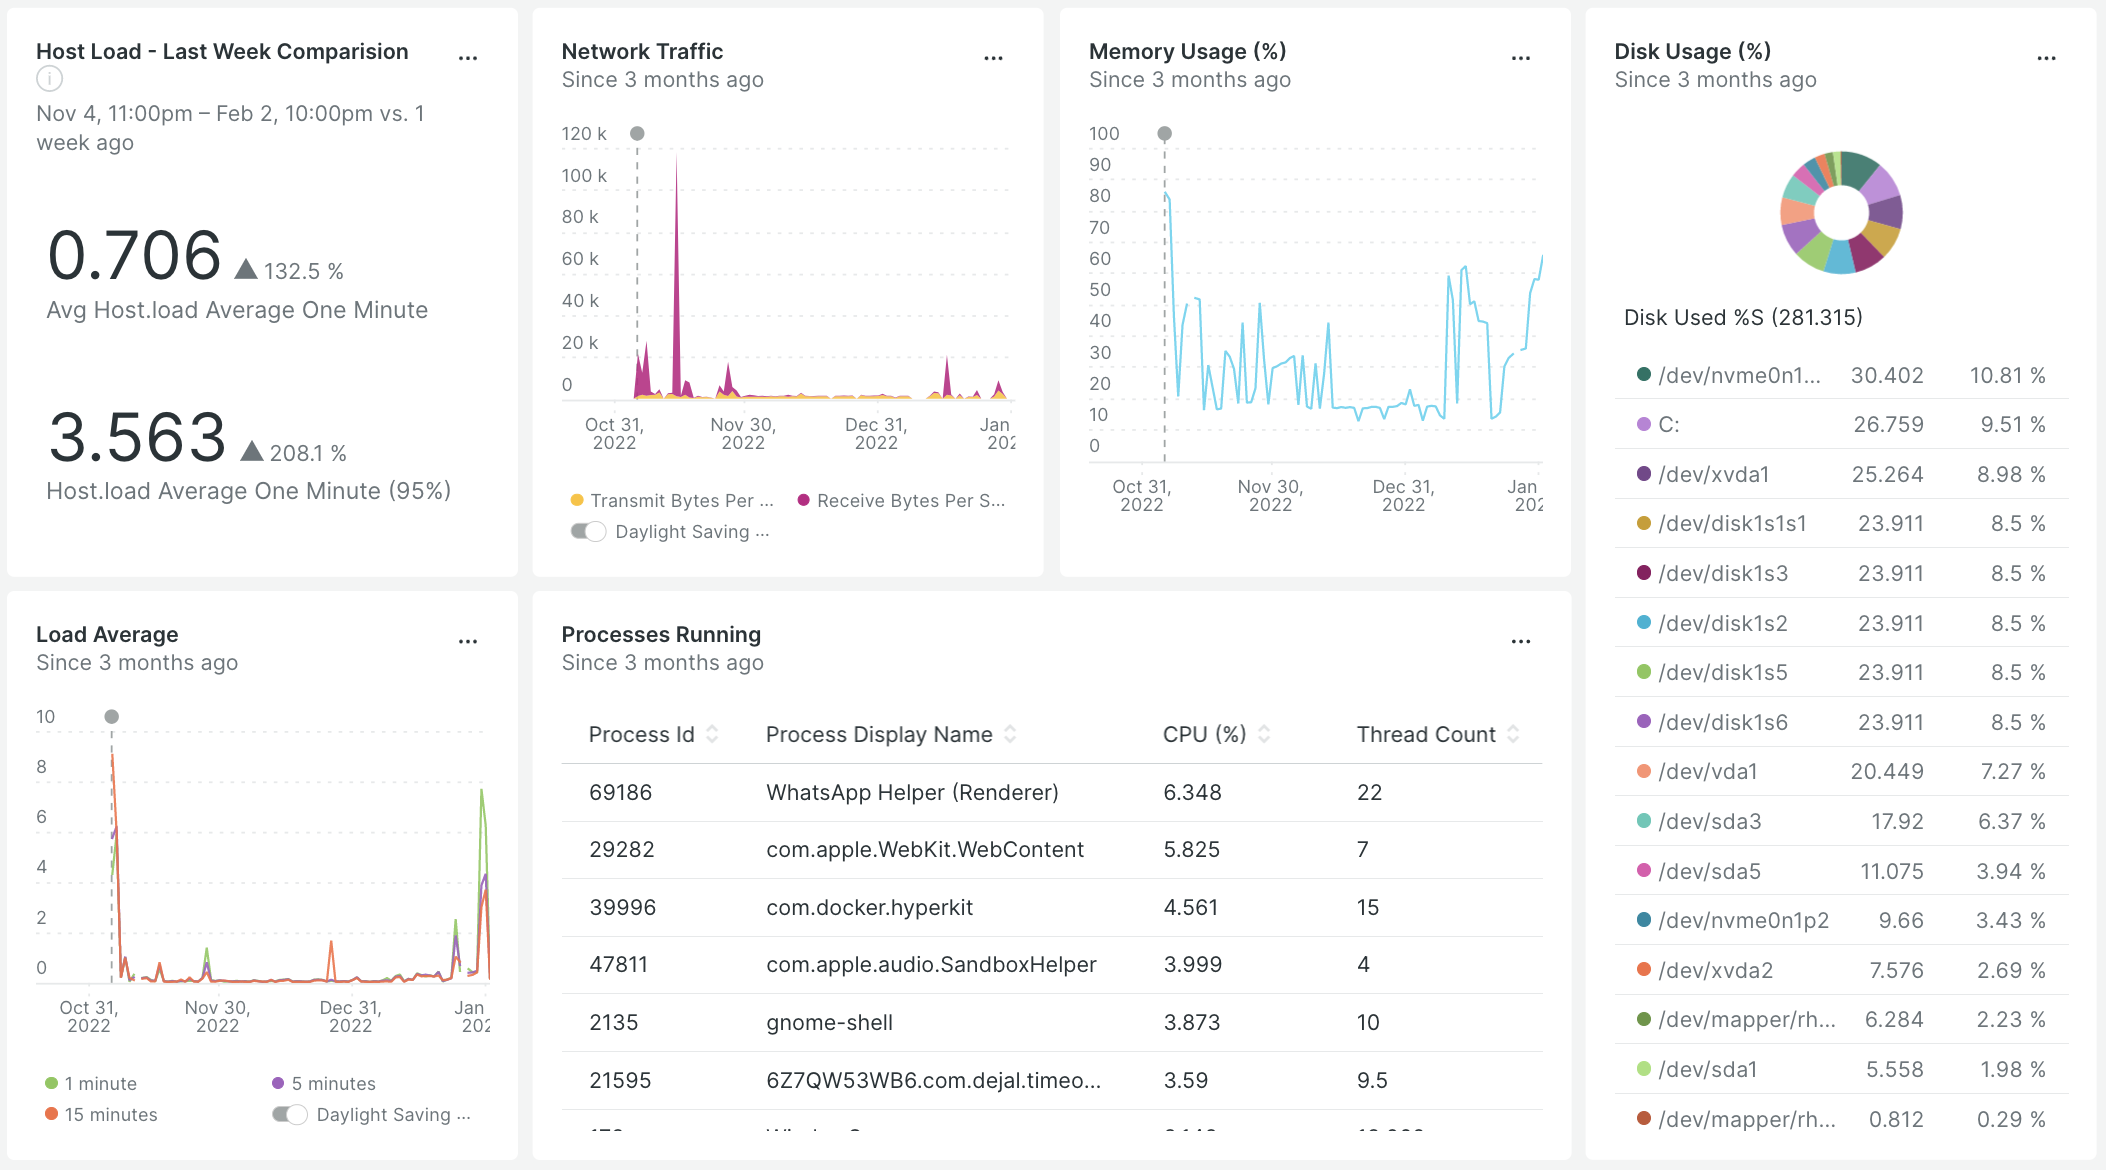 Host Load - Last Week Comparision
Nov 4, 11:00pm – Feb 2, 10:00pm vs. 1
week ago
0.706 ▲ 132.5 %
Avg Host.load Average One Minute
3.563 ▲ 208.1 %
Host.load Average One Minute (95%)
Network Traffic
Since 3 months ago
120 k
100 k
80 k
60 k
40 k
20 k
0
Oct 31,
2022
Nov 30,
2022
Dec 31,
2022
Jan
202
Transmit Bytes Per ...
Receive Bytes Per S...
Daylight Saving ...
Memory Usage (%)
Since 3 months ago
100
90
80
70
60
50
40
30
20
10
0
Oct 31,
2022
Nov 30,
2022
Dec 31,
2022
Jan
202
Disk Usage (%)
Since 3 months ago
Disk Used %S (281.315)
/dev/nvme0n1... 30.402 10.81 %
C: 26.759 9.51 %
/dev/xvda1 25.264 8.98 %
/dev/disk1s1s1 23.911 8.5 %
/dev/disk1s3 23.911 8.5 %
/dev/disk1s2 23.911 8.5 %
/dev/disk1s5 23.911 8.5 %
/dev/disk1s6 23.911 8.5 %
/dev/vda1 20.449 7.27 %
/dev/sda3 17.92 6.37 %
/dev/sda5 11.075 3.94 %
/dev/nvme0n1p2 9.66 3.43 %
/dev/xvda2 7.576 2.69 %
/dev/mapper/rh... 6.284 2.23 %
/dev/sda1 5.558 1.98 %
/dev/mapper/rh... 0.812 0.29 %
Load Average
Since 3 months ago
10
8
6
4
2
0
Oct 31,
2022
Nov 30,
2022
Dec 31,
2022
Jan
202
1 minute
5 minutes
15 minutes
Daylight Saving ...
Processes Running
Since 3 months ago
Process Id Process Display Name CPU (%) Thread Count
69186 WhatsApp Helper (Renderer) 6.348 22
29282 com.apple.WebKit.WebContent 5.825 7
39996 com.docker.hyperkit 4.561 15
47811 com.apple.audio.SandboxHelper 3.999 4
2135 gnome-shell 3.873 10
21595 6Z7QW53WB6.com.dejal.timeo... 3.59 9.5